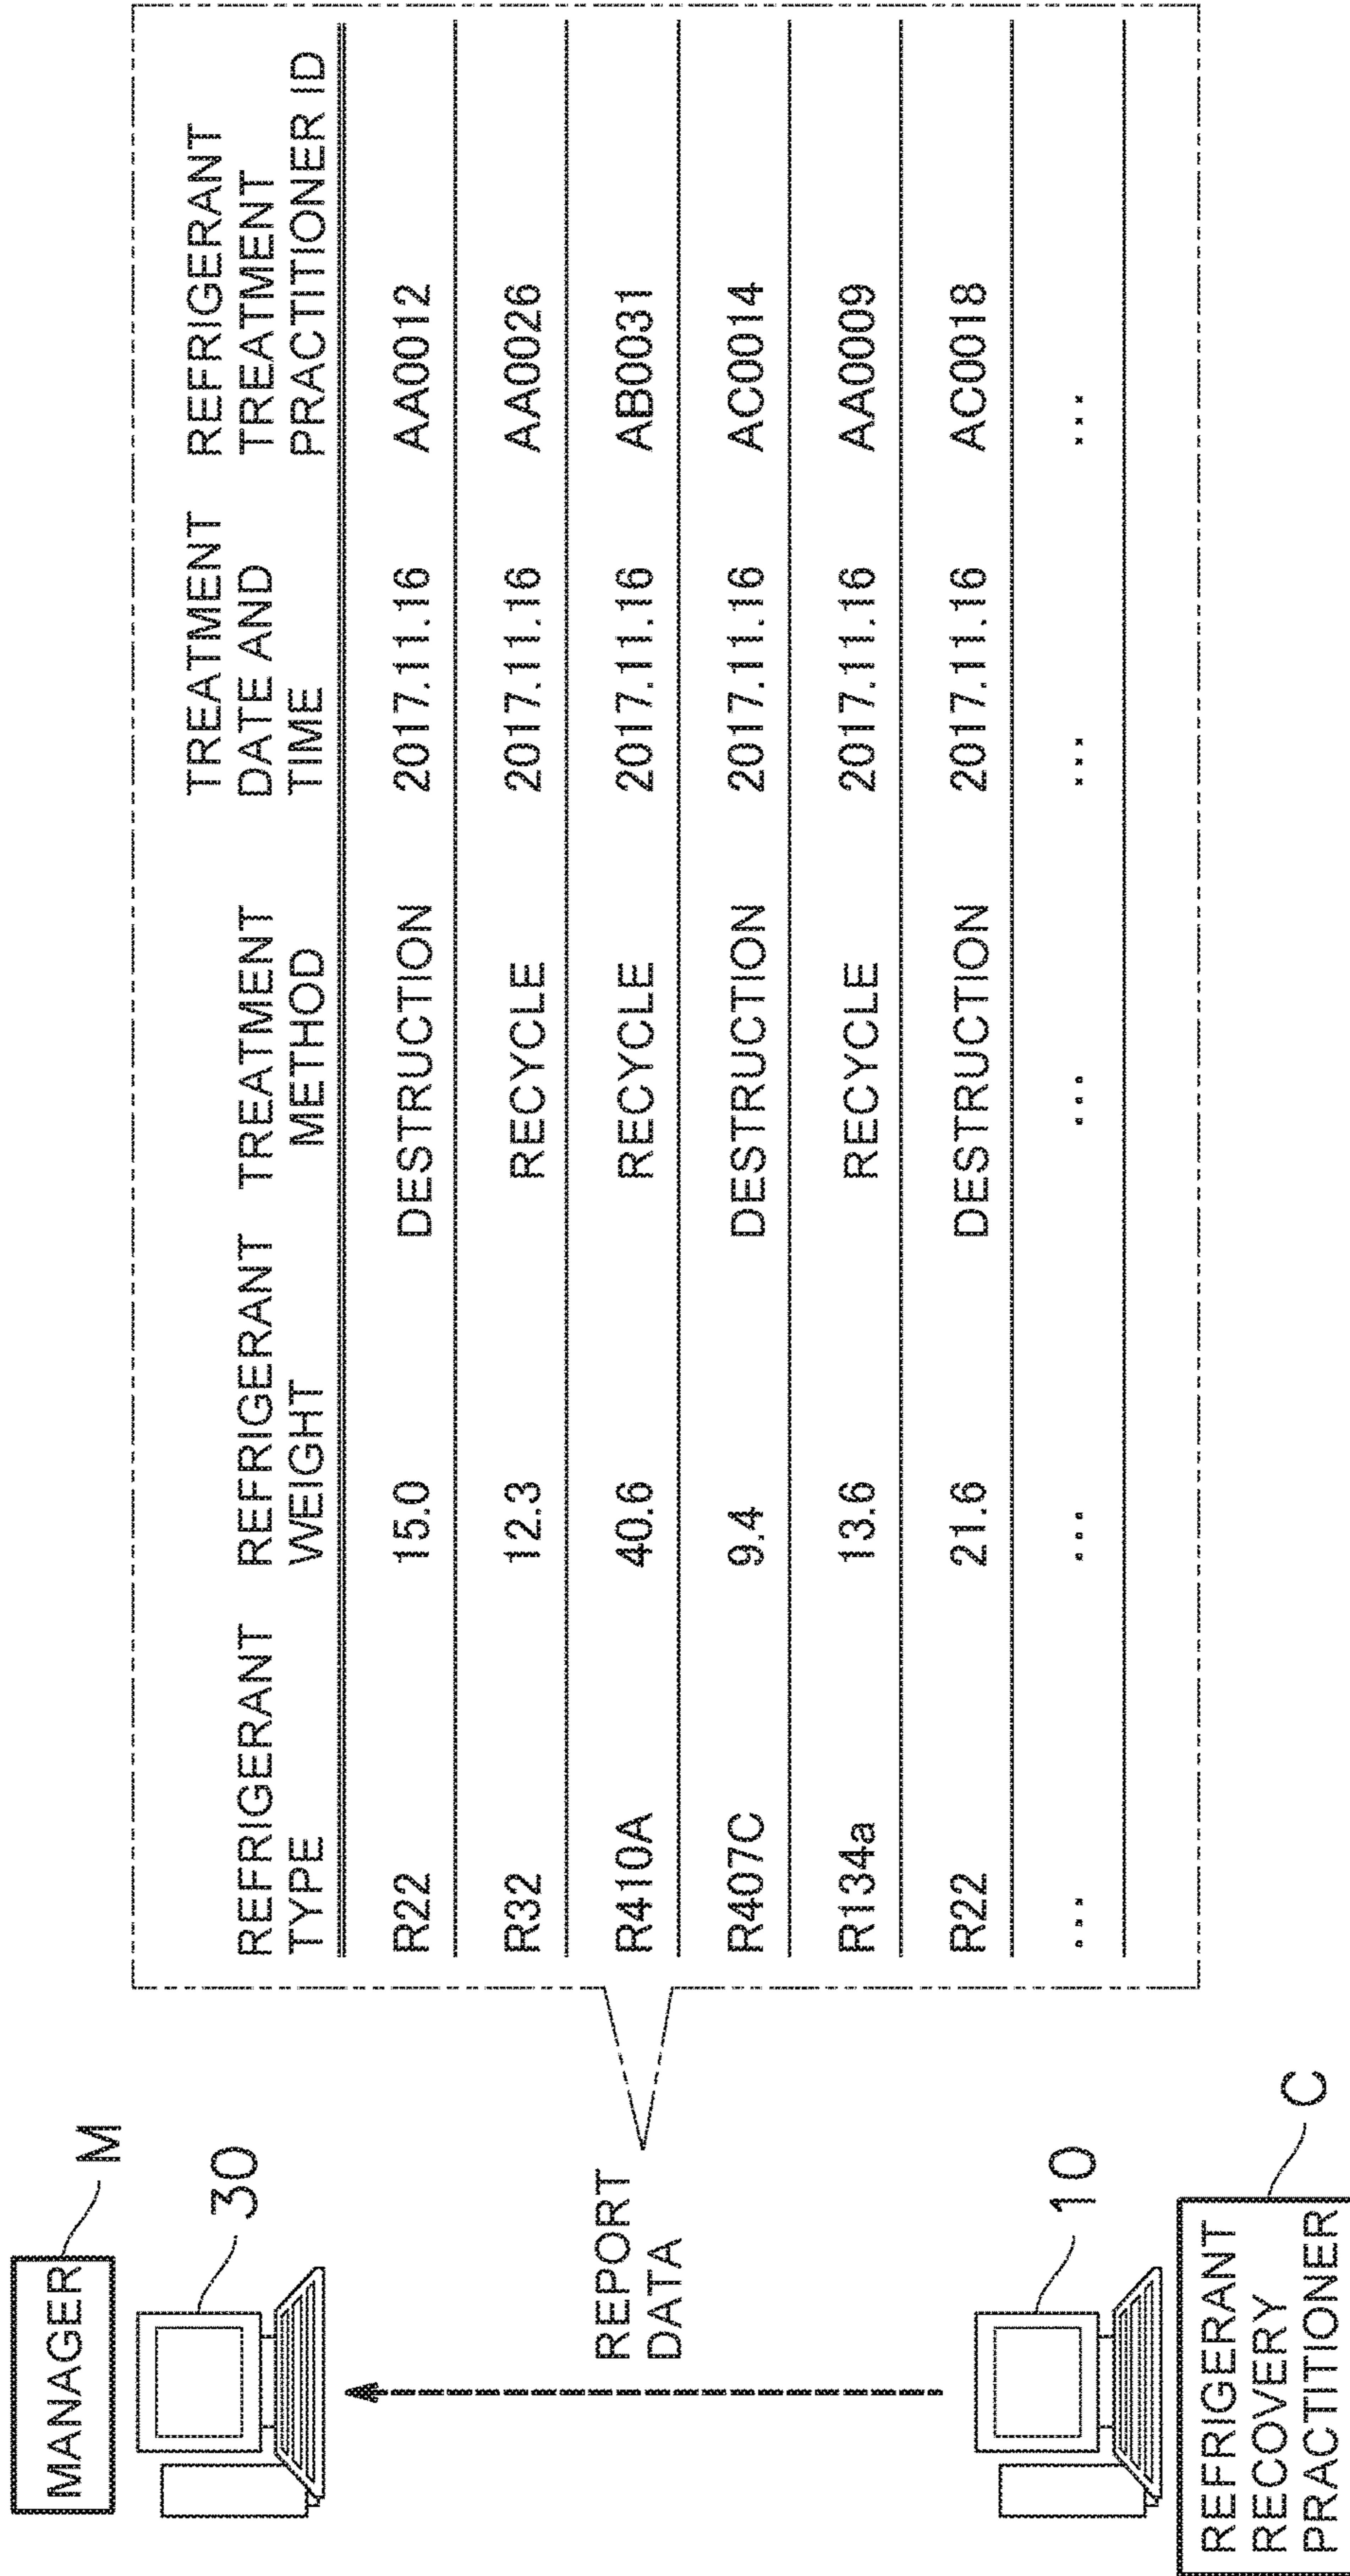 MANAGER
M
30
REPORT
DATA
10
REFRIGERANT
RECOVERY
PRACTITIONER
C
REFRIGERANT TYPE REFRIGERANT WEIGHT TREATMENT METHOD TREATMENT DATE AND TIME REFRIGERANT TREATMENT PRACTITIONER ID
R22 15.0 DESTRUCTION 2017.11.16 AA0012
R32 12.3 RECYCLE 2017.11.16 AA0026
R410A 40.6 RECYCLE 2017.11.16 AB0031
R407C 9.4 DESTRUCTION 2017.11.16 AC0014
R134a 13.6 RECYCLE 2017.11.16 AA0009
R22 21.6 DESTRUCTION 2017.11.16 AC0018
... ... ... ... ...